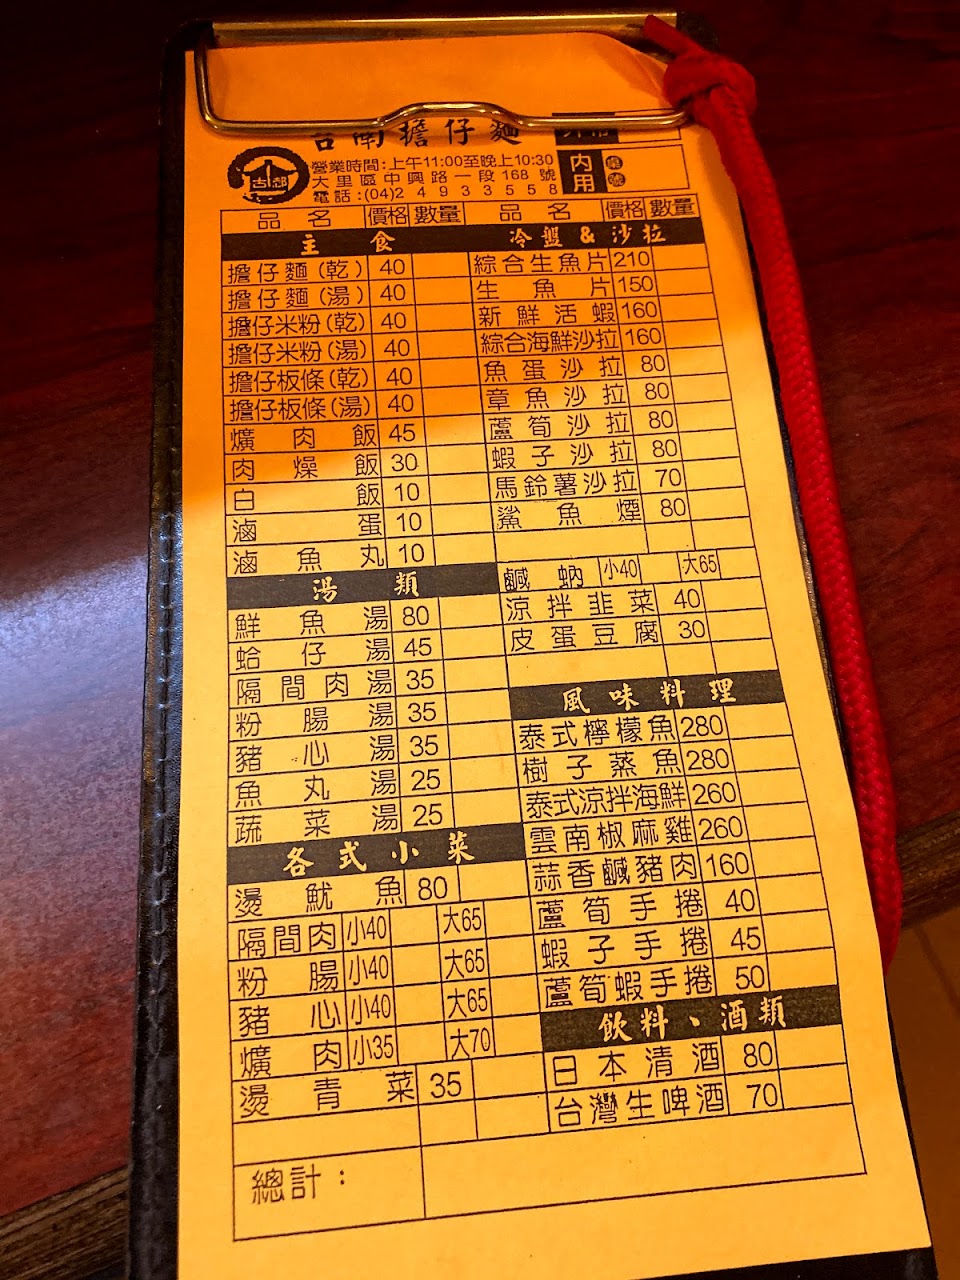 台南擔仔麵
營業時間:上午11:00至晚上10:30
大里區中興路一段168號
電話:(04)24933558
內用 桌號
品名 價格 數量 品名 價格 數量
主食
擔仔麵(乾) 40
擔仔麵(湯) 40
擔仔米粉(乾) 40
擔仔米粉(湯) 40
擔仔板條(乾) 40
擔仔板條(湯) 40
爌肉飯 45
肉燥飯 30
白飯 10
滷蛋 10
滷魚丸 10
湯類
鮮魚湯 80
蛤仔湯 45
隔間肉湯 35
粉腸湯 35
豬心湯 35
魚丸湯 25
蔬菜湯 25
各式小菜
燙魷魚 80
隔間肉 小40 大65
粉腸 小40 大65
豬心 小40 大65
爌肉 小35 大70
燙青菜 35
總計:
冷盤&沙拉
綜合生魚片 210
生魚片 150
新鮮活蝦 160
綜合海鮮沙拉 160
魚蛋沙拉 80
章魚沙拉 80
蘆筍沙拉 80
蝦子沙拉 80
馬鈴薯沙拉 70
鯊魚煙 80
鹹蚋 小40 大65
涼拌韭菜 40
皮蛋豆腐 30
風味料理
泰式檸檬魚 280
樹子蒸魚 280
泰式涼拌海鮮 260
雲南椒麻雞 260
蒜香鹹豬肉 160
蘆筍手捲 40
蝦子手捲 45
蘆筍蝦手捲 50
飲料、酒類
日本清酒 80
台灣生啤酒 70